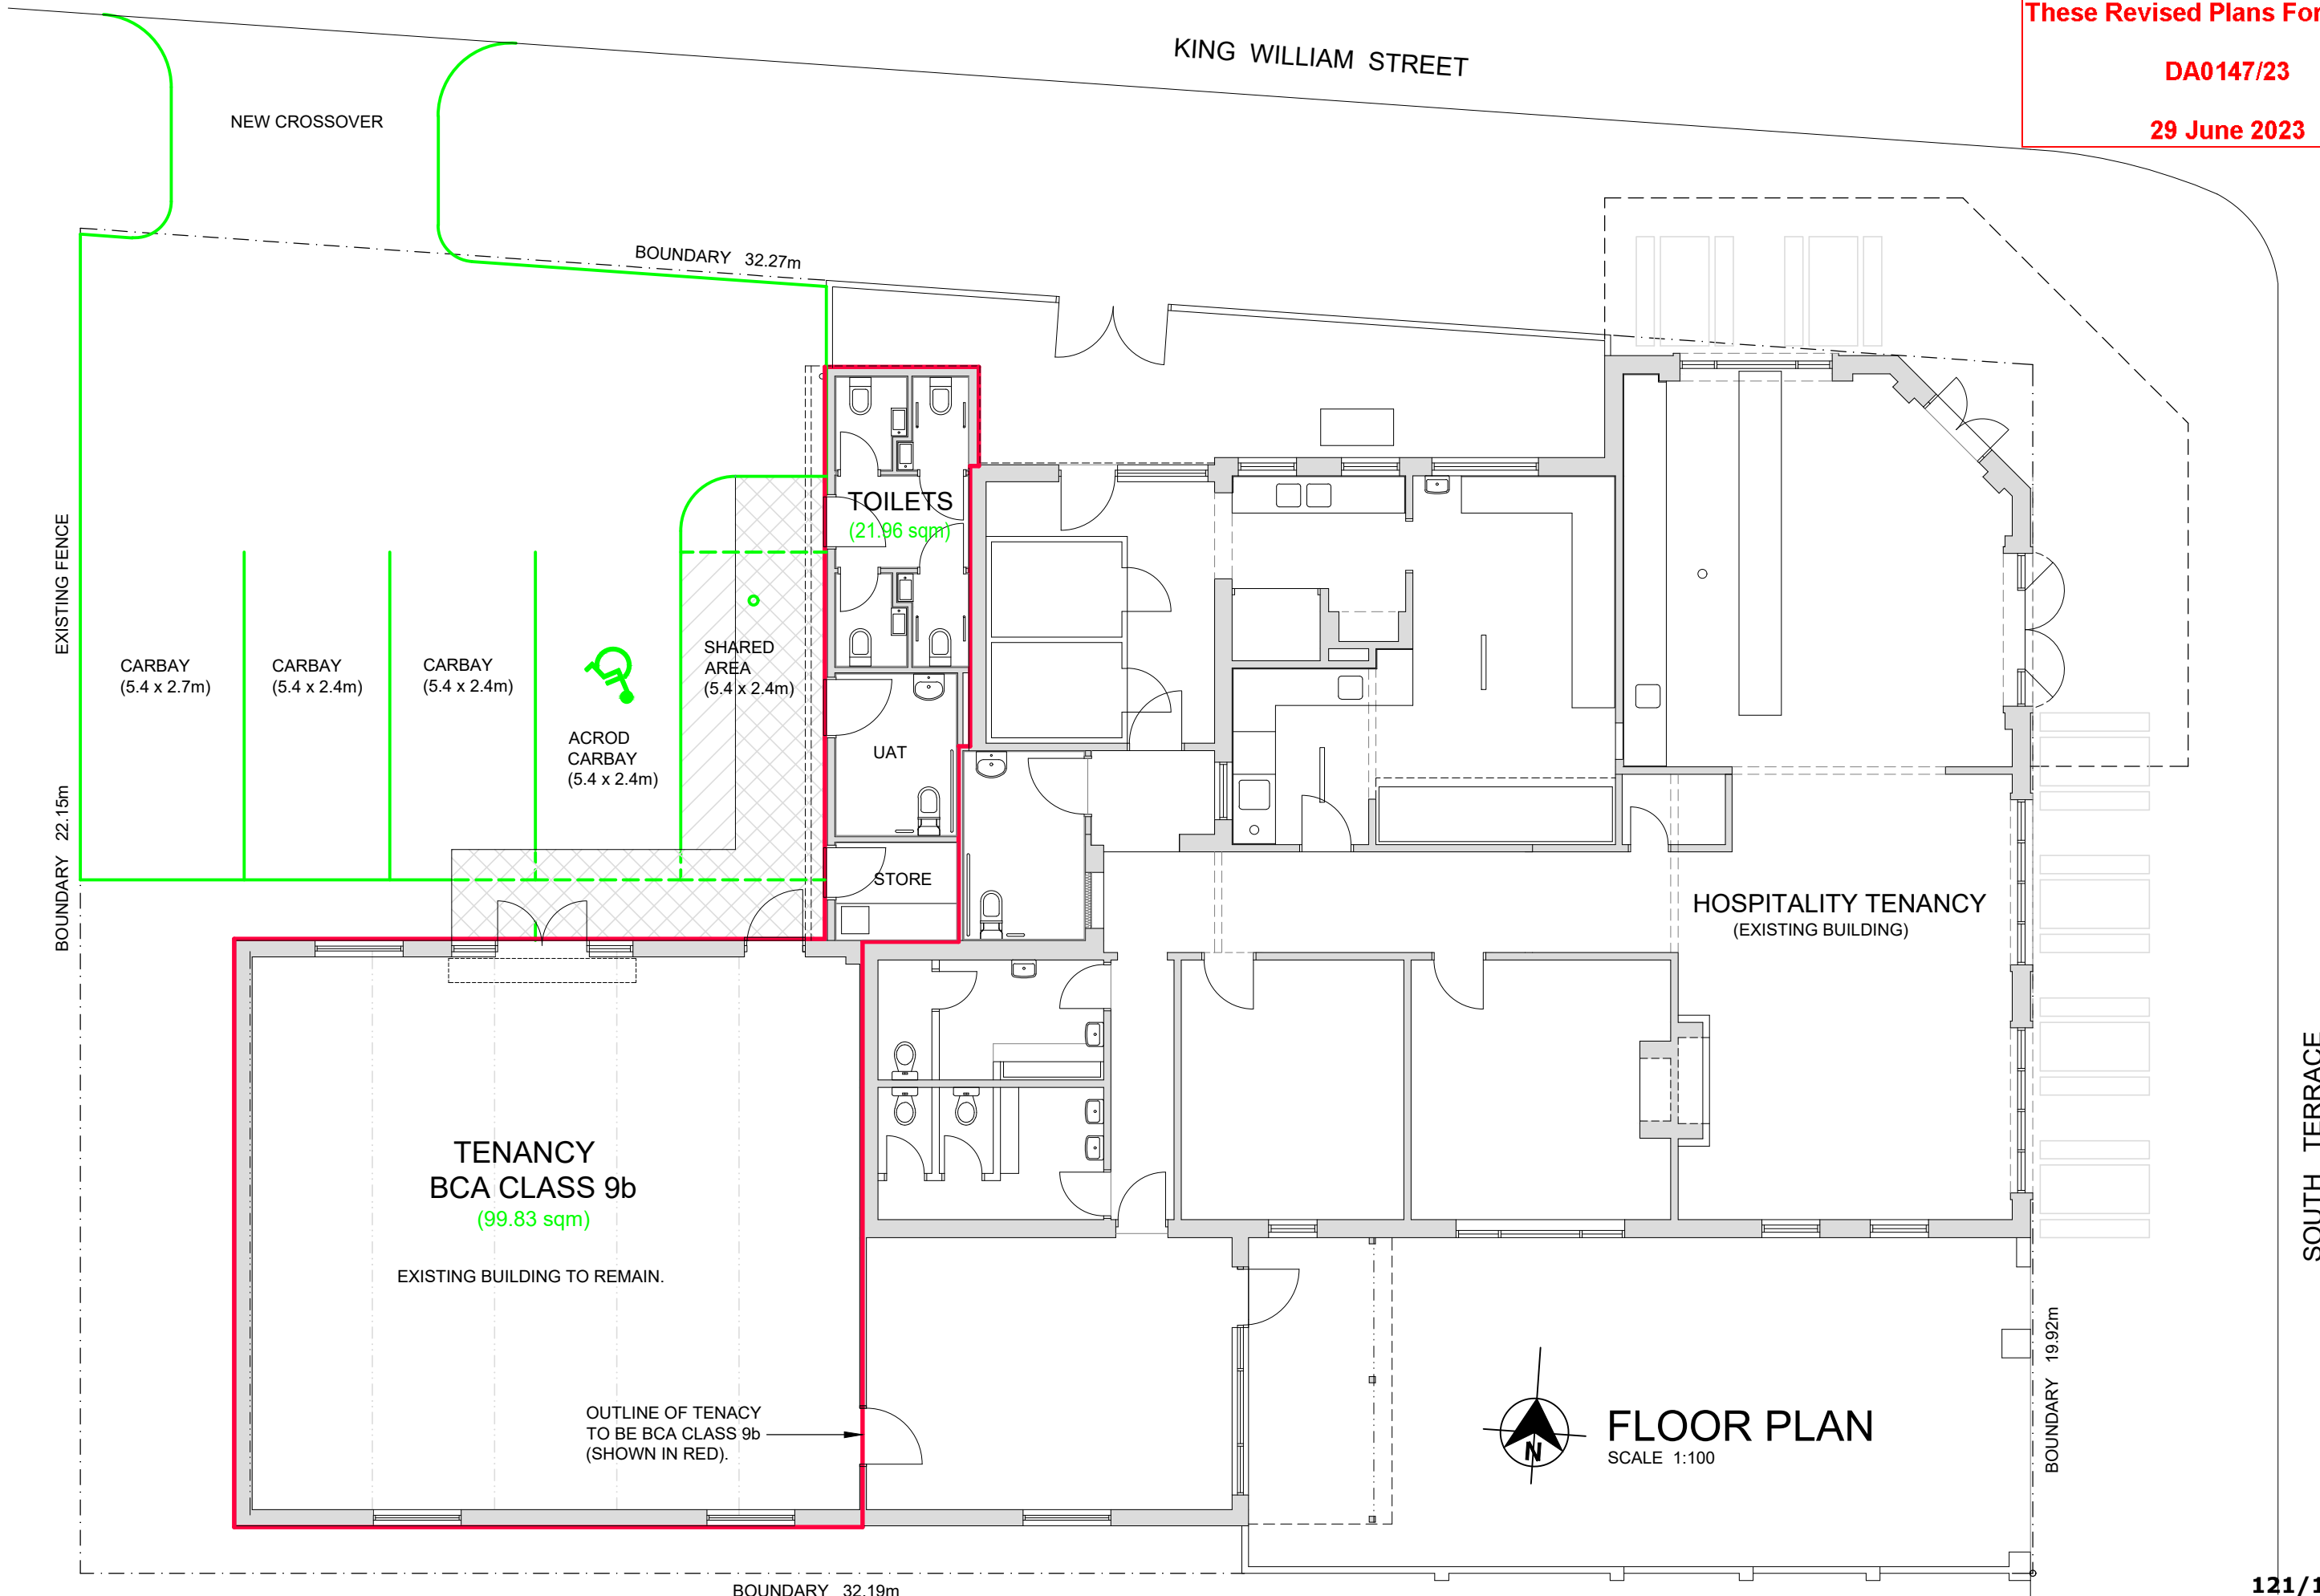 These Revised Plans For
DA0147/23
29 June 2023
KING WILLIAM STREET
NEW CROSSOVER
BOUNDARY 32.27m
EXISTING FENCE
BOUNDARY 22.15m
TOILETS
(21.96 sqm)
CARBAY
(5.4 x 2.7m)
CARBAY
(5.4 x 2.4m)
CARBAY
(5.4 x 2.4m)
ACROD
CARBAY
(5.4 x 2.4m)
SHARED
AREA
(5.4 x 2.4m)
UAT
STORE
HOSPITALITY TENANCY
(EXISTING BUILDING)
TENANCY
BCA CLASS 9b
(99.83 sqm)
EXISTING BUILDING TO REMAIN.
OUTLINE OF TENACY
TO BE BCA CLASS 9b
(SHOWN IN RED).
N
FLOOR PLAN
SCALE 1:100
BOUNDARY 19.92m
SOUTH TERRACE
BOUNDARY 32.19m
121/1